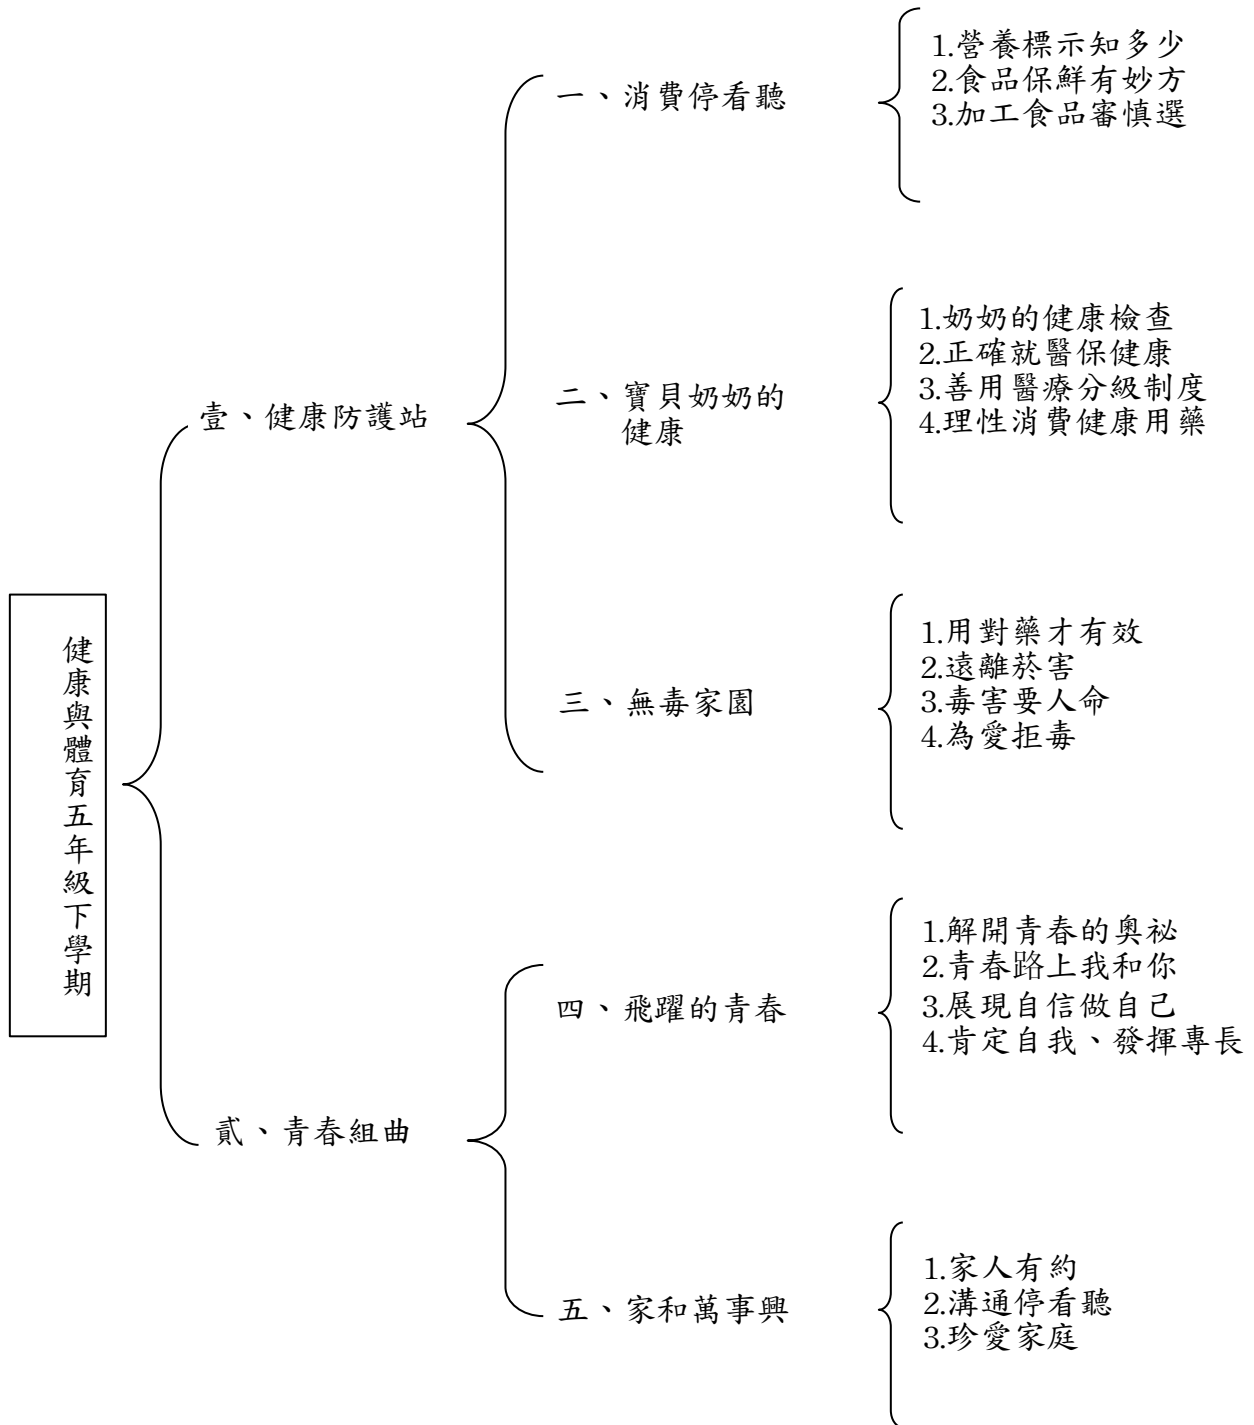 健康與體育五年級下學期
壹、健康防護站
一、消費停看聽
1.營養標示知多少
2.食品保鮮有妙方
3.加工食品審慎選
二、寶貝奶奶的
健康
1.奶奶的健康檢查
2.正確就醫保健康
3.善用醫療分級制度
4.理性消費健康用藥
三、無毒家園
1.用對藥才有效
2.遠離菸害
3.毒害要人命
4.為愛拒毒
貳、青春組曲
四、飛躍的青春
1.解開青春的奧祕
2.青春路上我和你
3.展現自信做自己
4.肯定自我、發揮專長
五、家和萬事興
1.家人有約
2.溝通停看聽
3.珍愛家庭